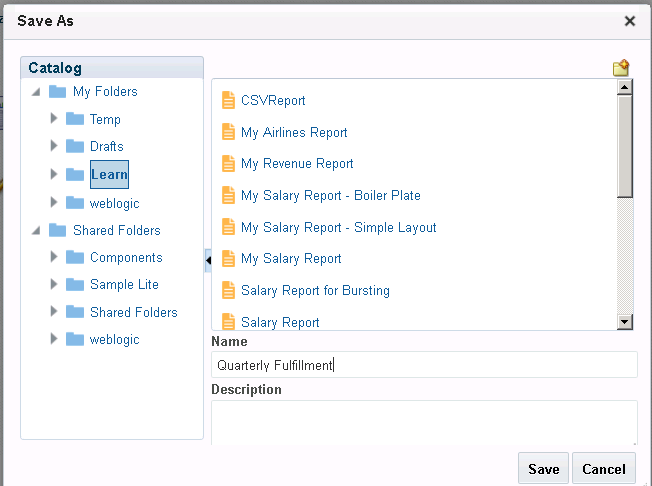 Save As
Catalog
My Folders
Temp
Drafts
Learn
weblogic
Shared Folders
Components
Sample Lite
Shared Folders
weblogic
CSVReport
My Airlines Report
My Revenue Report
My Salary Report - Boiler Plate
My Salary Report - Simple Layout
My Salary Report
Salary Report for Bursting
Salary Report
Name
Quarterly Fulfillment
Description
Save
Cancel